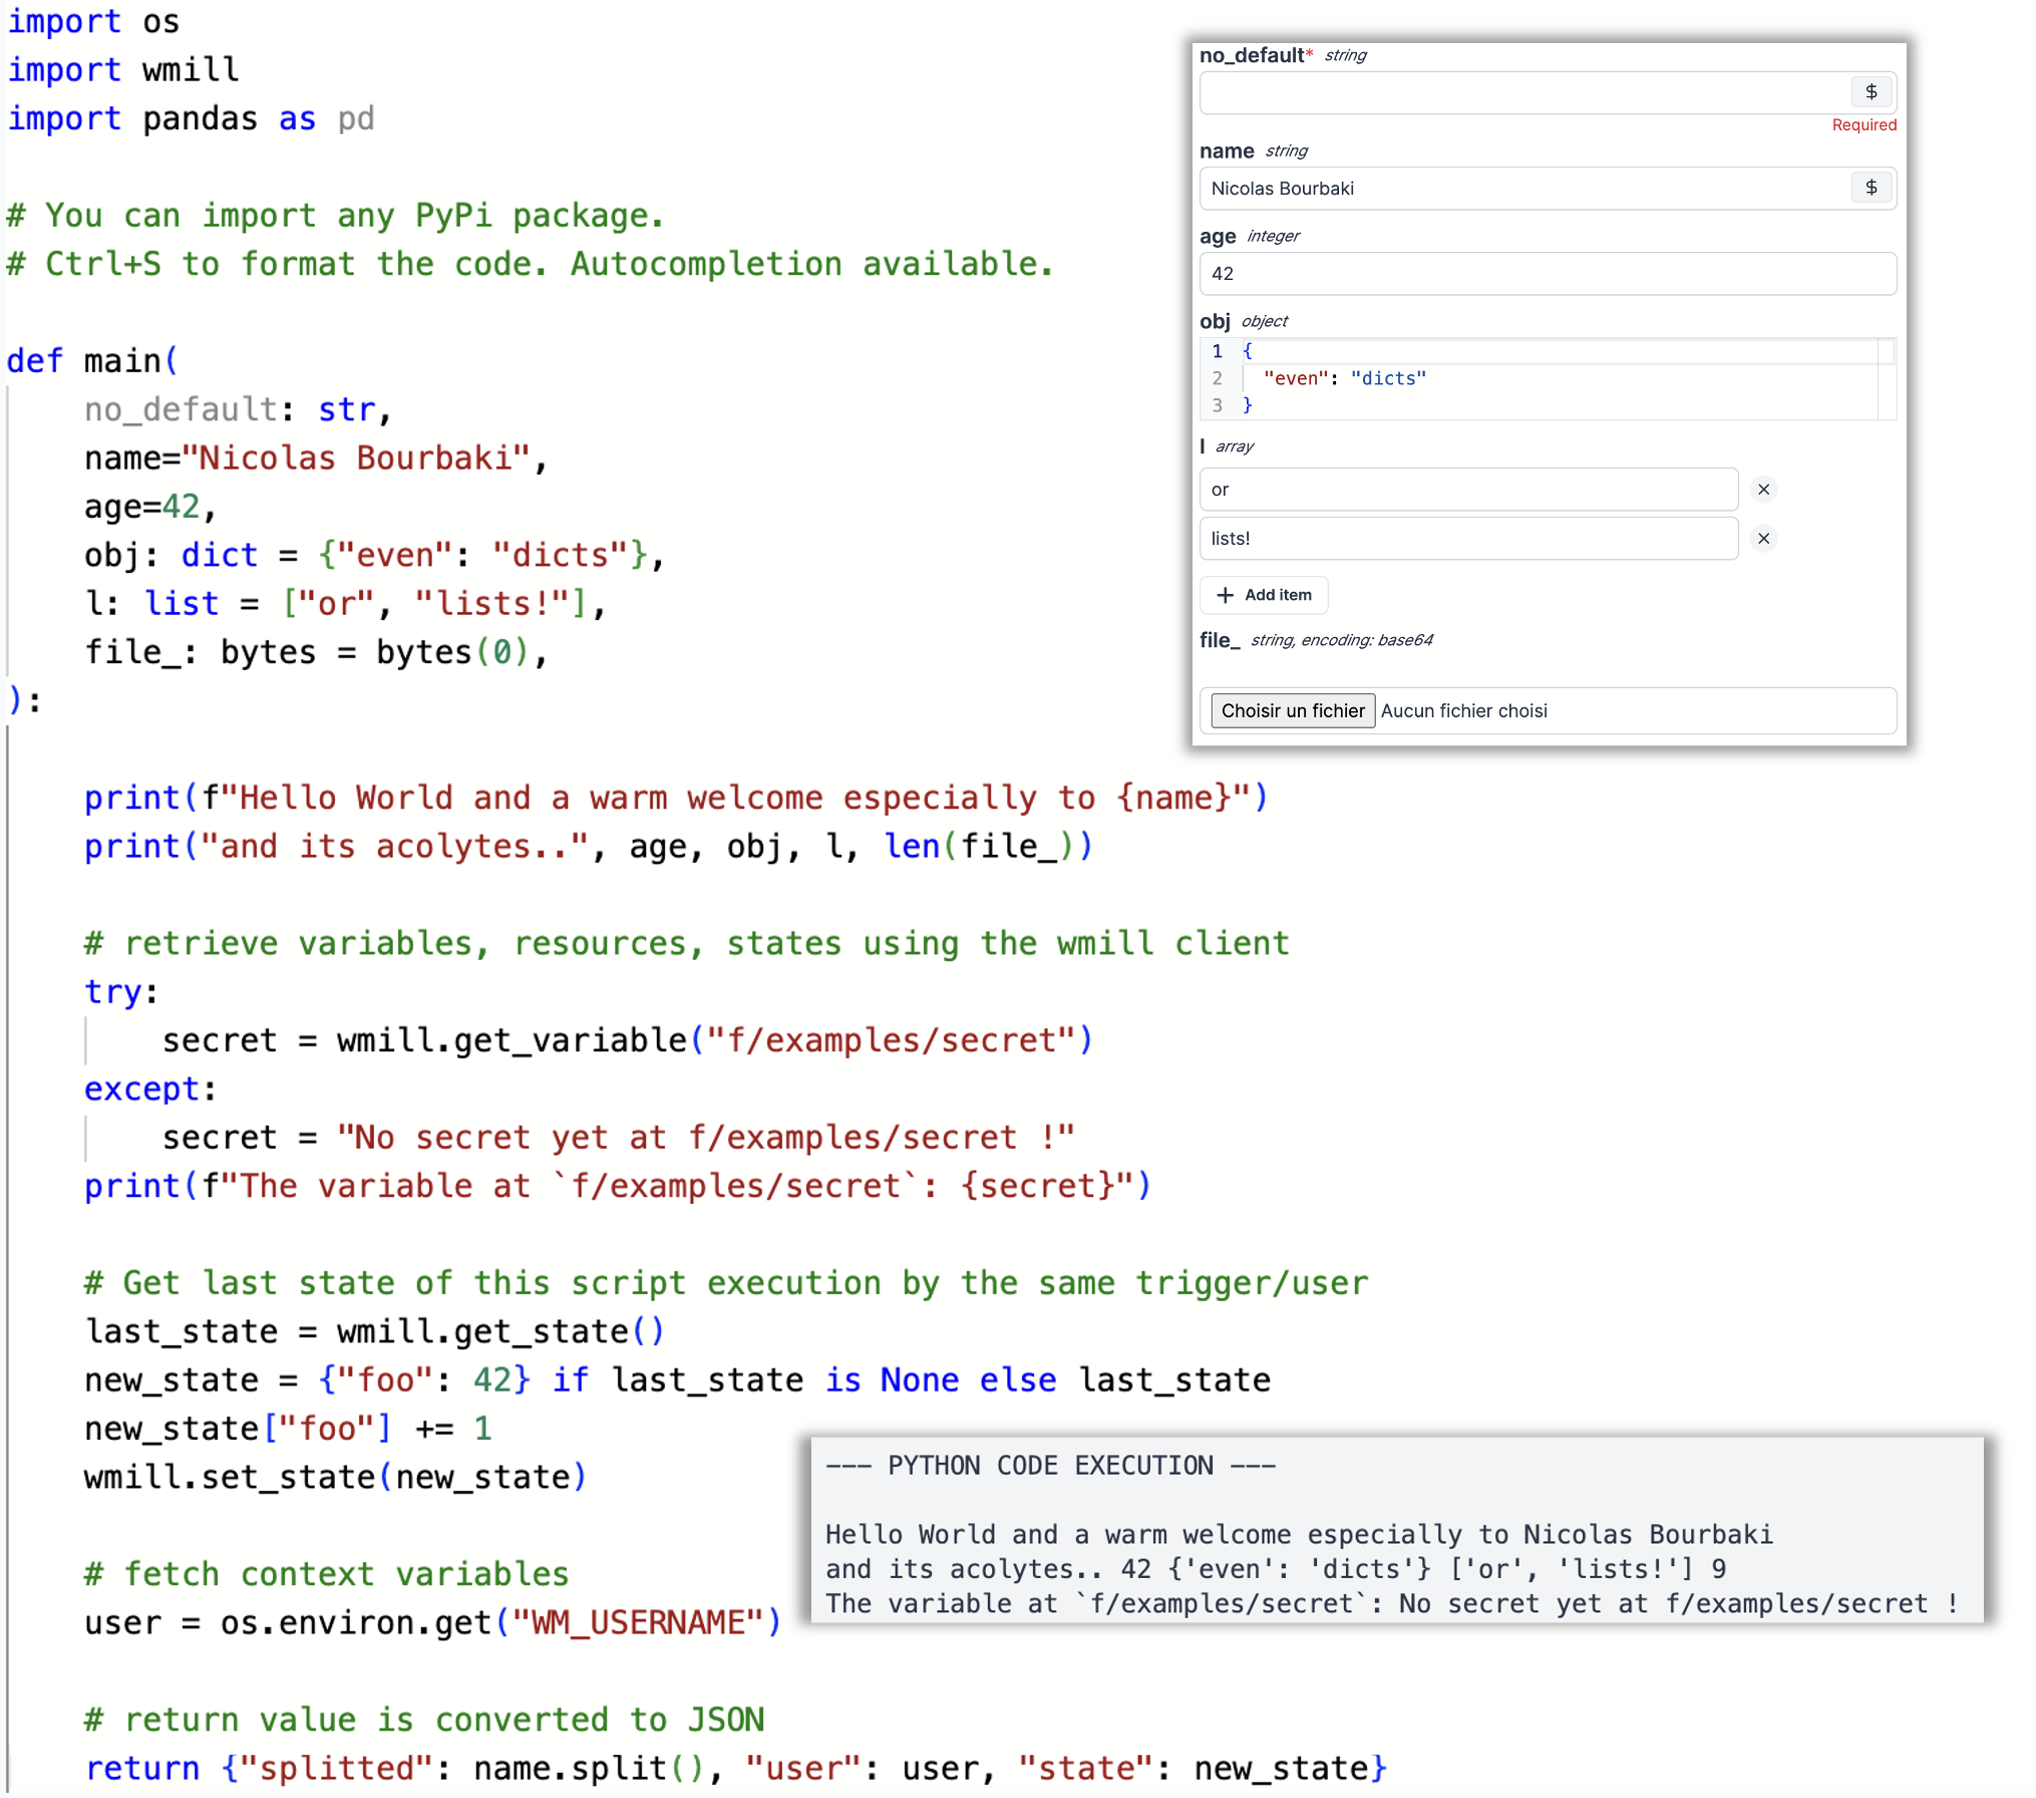 import os
import wmill
import pandas as pd
# You can import any PyPi package.
# Ctrl+S to format the code. Autocompletion available.
def main(
    no_default: str,
    name="Nicolas Bourbaki",
    age=42,
    obj: dict = {"even": "dicts"},
    l: list = ["or", "lists!"],
    file_: bytes = bytes(0),
):
    print(f"Hello World and a warm welcome especially to {name}")
    print("and its acolytes..", age, obj, l, len(file_))
    # retrieve variables, resources, states using the wmill client
    try:
        secret = wmill.get_variable("f/examples/secret")
    except:
        secret = "No secret yet at f/examples/secret !"
    print(f"The variable at `f/examples/secret`: {secret}")
    # Get last state of this script execution by the same trigger/user
    last_state = wmill.get_state()
    new_state = {"foo": 42} if last_state is None else last_state
    new_state["foo"] += 1
    wmill.set_state(new_state)
    # fetch context variables
    user = os.environ.get("WM_USERNAME")
    # return value is converted to JSON
    return {"splitted": name.split(), "user": user, "state": new_state}
no_default* string
$
Required
name string
Nicolas Bourbaki $
age integer
42
obj object
1 {
2   "even": "dicts"
3 }
l array
or ×
lists! ×
+ Add item
file_ string, encoding: base64
Choisir un fichier Aucun fichier choisi
--- PYTHON CODE EXECUTION ---
Hello World and a warm welcome especially to Nicolas Bourbaki
and its acolytes.. 42 {'even': 'dicts'} ['or', 'lists!'] 9
The variable at `f/examples/secret`: No secret yet at f/examples/secret !